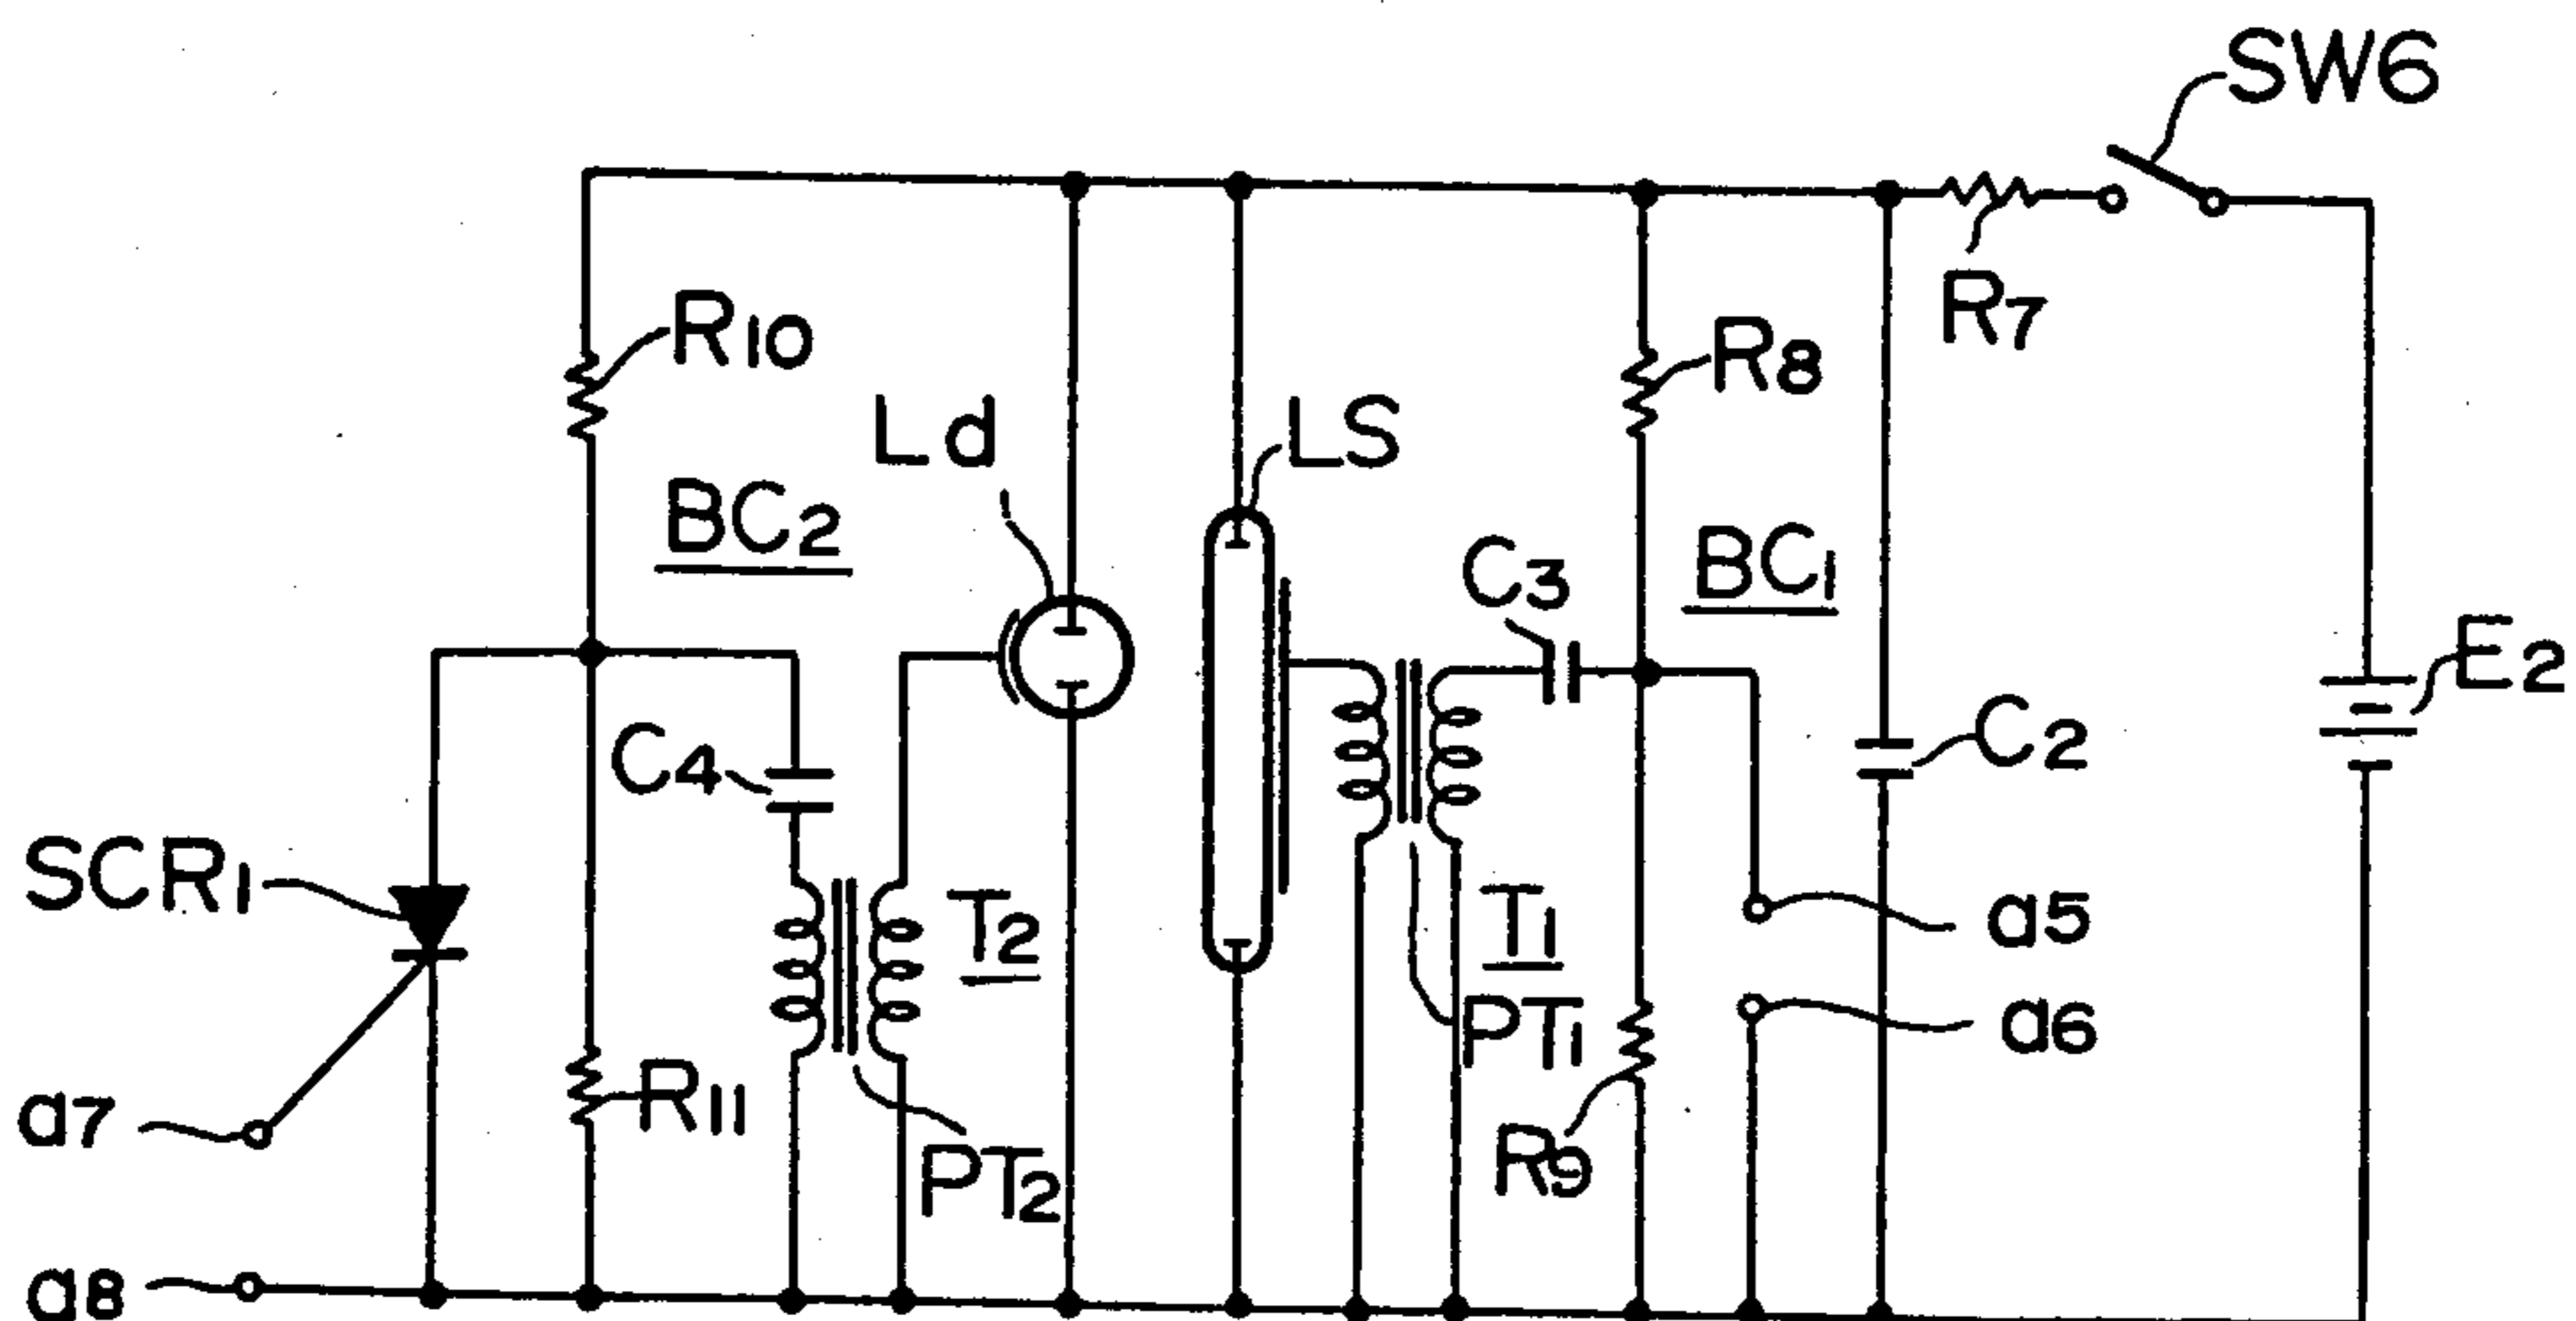 SW6
R7
R10
R8
Ld
LS
BC2
C3
BC1
E2
C4
C2
SCR1
T2
T1
a5
PT1
a6
a7
R11
PT2
R9
a8